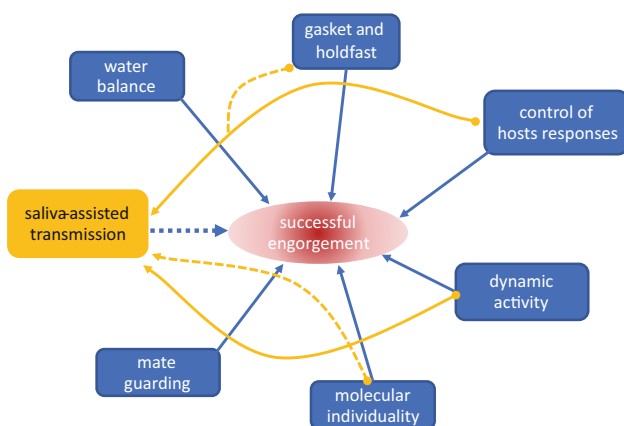 gasket and
holdfast
water
balance
control of
hosts responses
saliva-assisted
transmission
successful
engorgement
dynamic
activity
mate
guarding
molecular
individuality